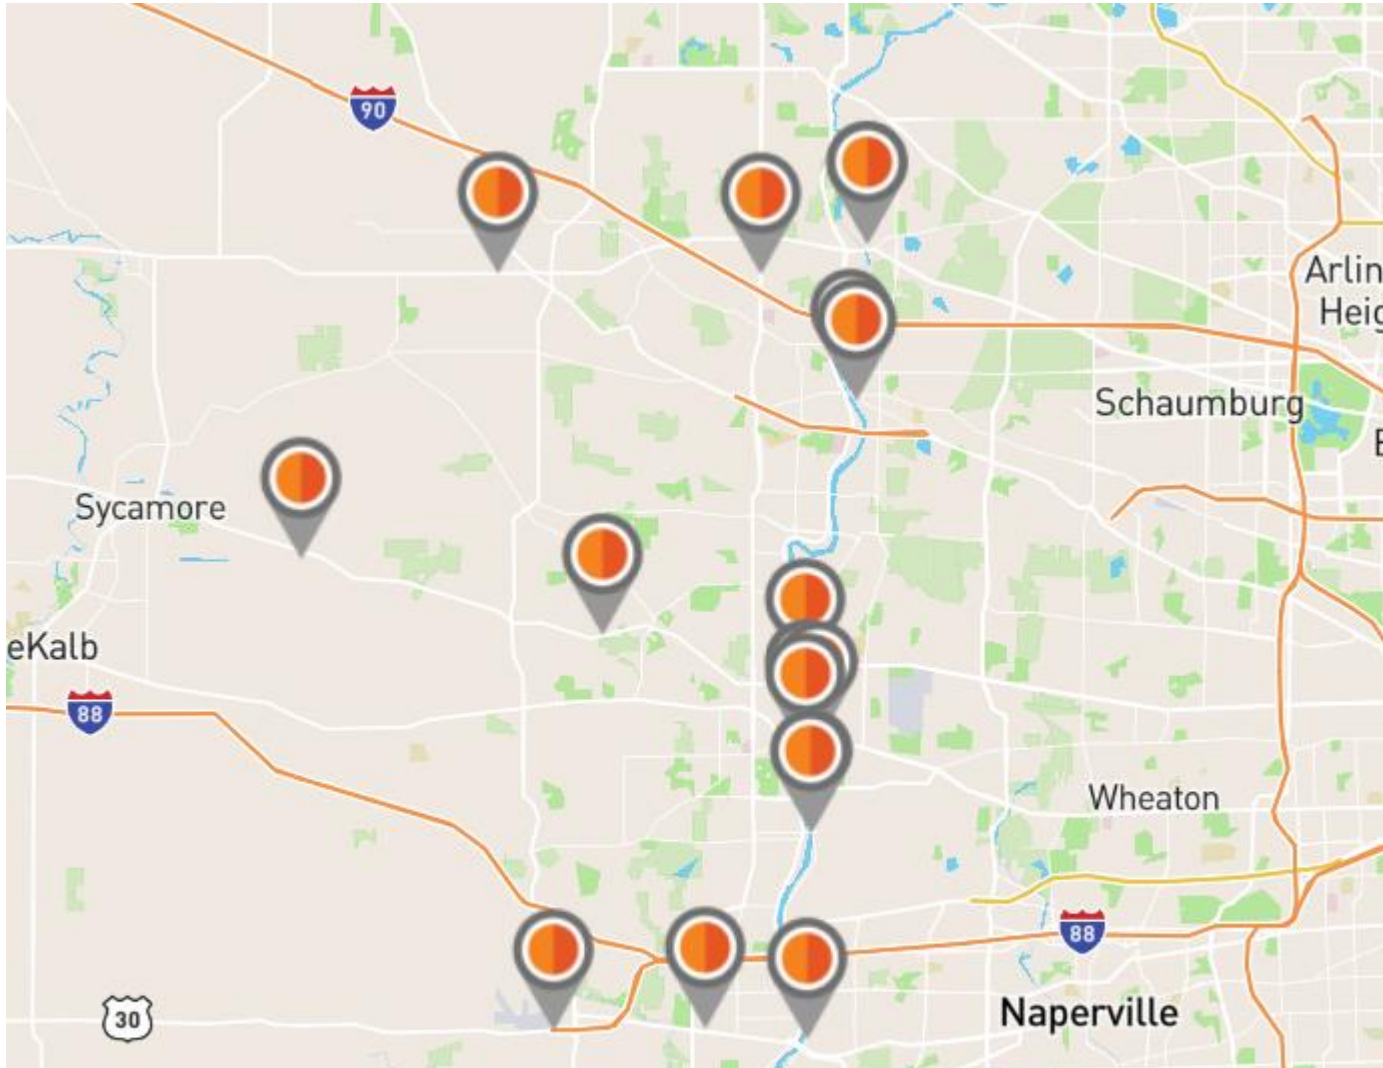 90
Arlin
Heig
Schaumburg
E
Sycamore
eKalb
88
Wheaton
88
Naperville
30